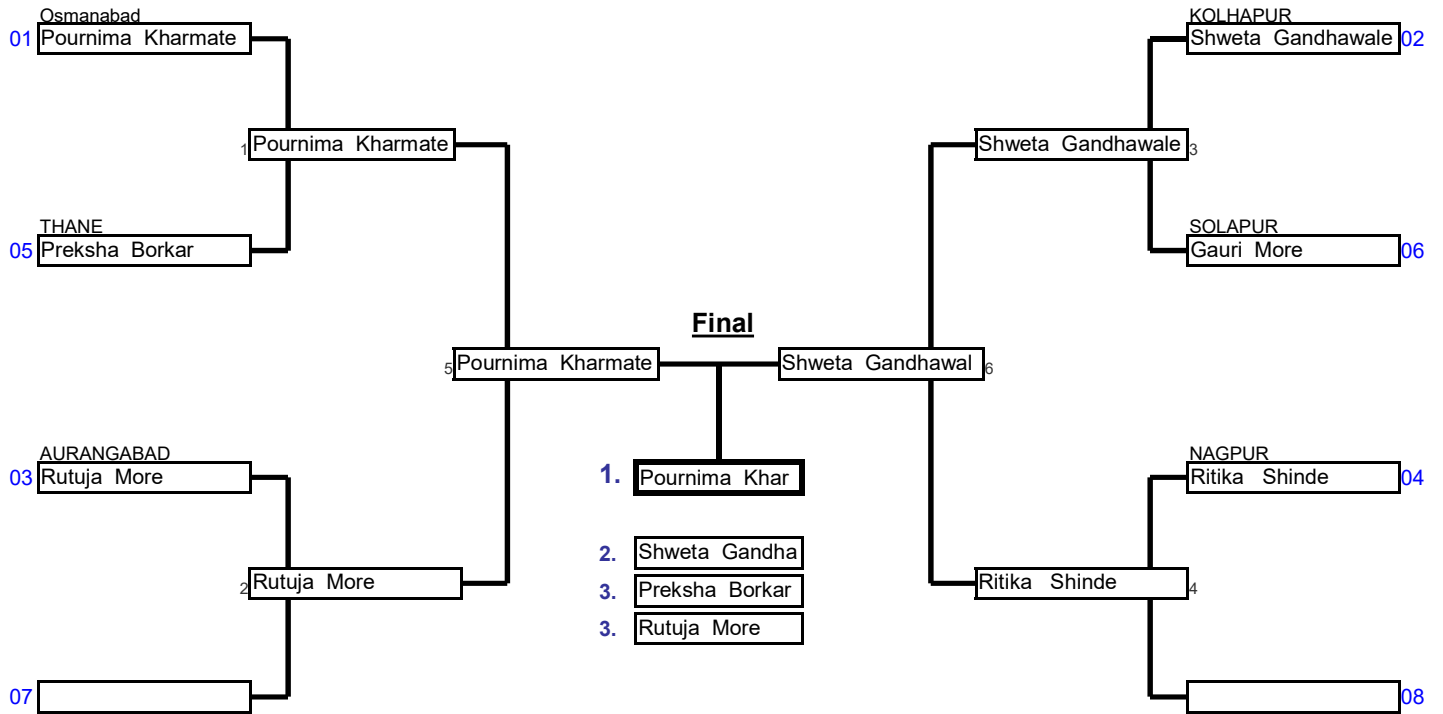 Osmanabad
01 Pournima Kharmate
KOLHAPUR
Shweta Gandhawale 02
1 Pournima Kharmate
Shweta Gandhawale 3
THANE
05 Preksha Borkar
SOLAPUR
Gauri More 06
Final
5 Pournima Kharmate
Shweta Gandhawal 6
AURANGABAD
03 Rutuja More
1. Pournima Khar
NAGPUR
Ritika Shinde 04
2. Shweta Gandha
3. Preksha Borkar
3. Rutuja More
2 Rutuja More
Ritika Shinde 4
07
08